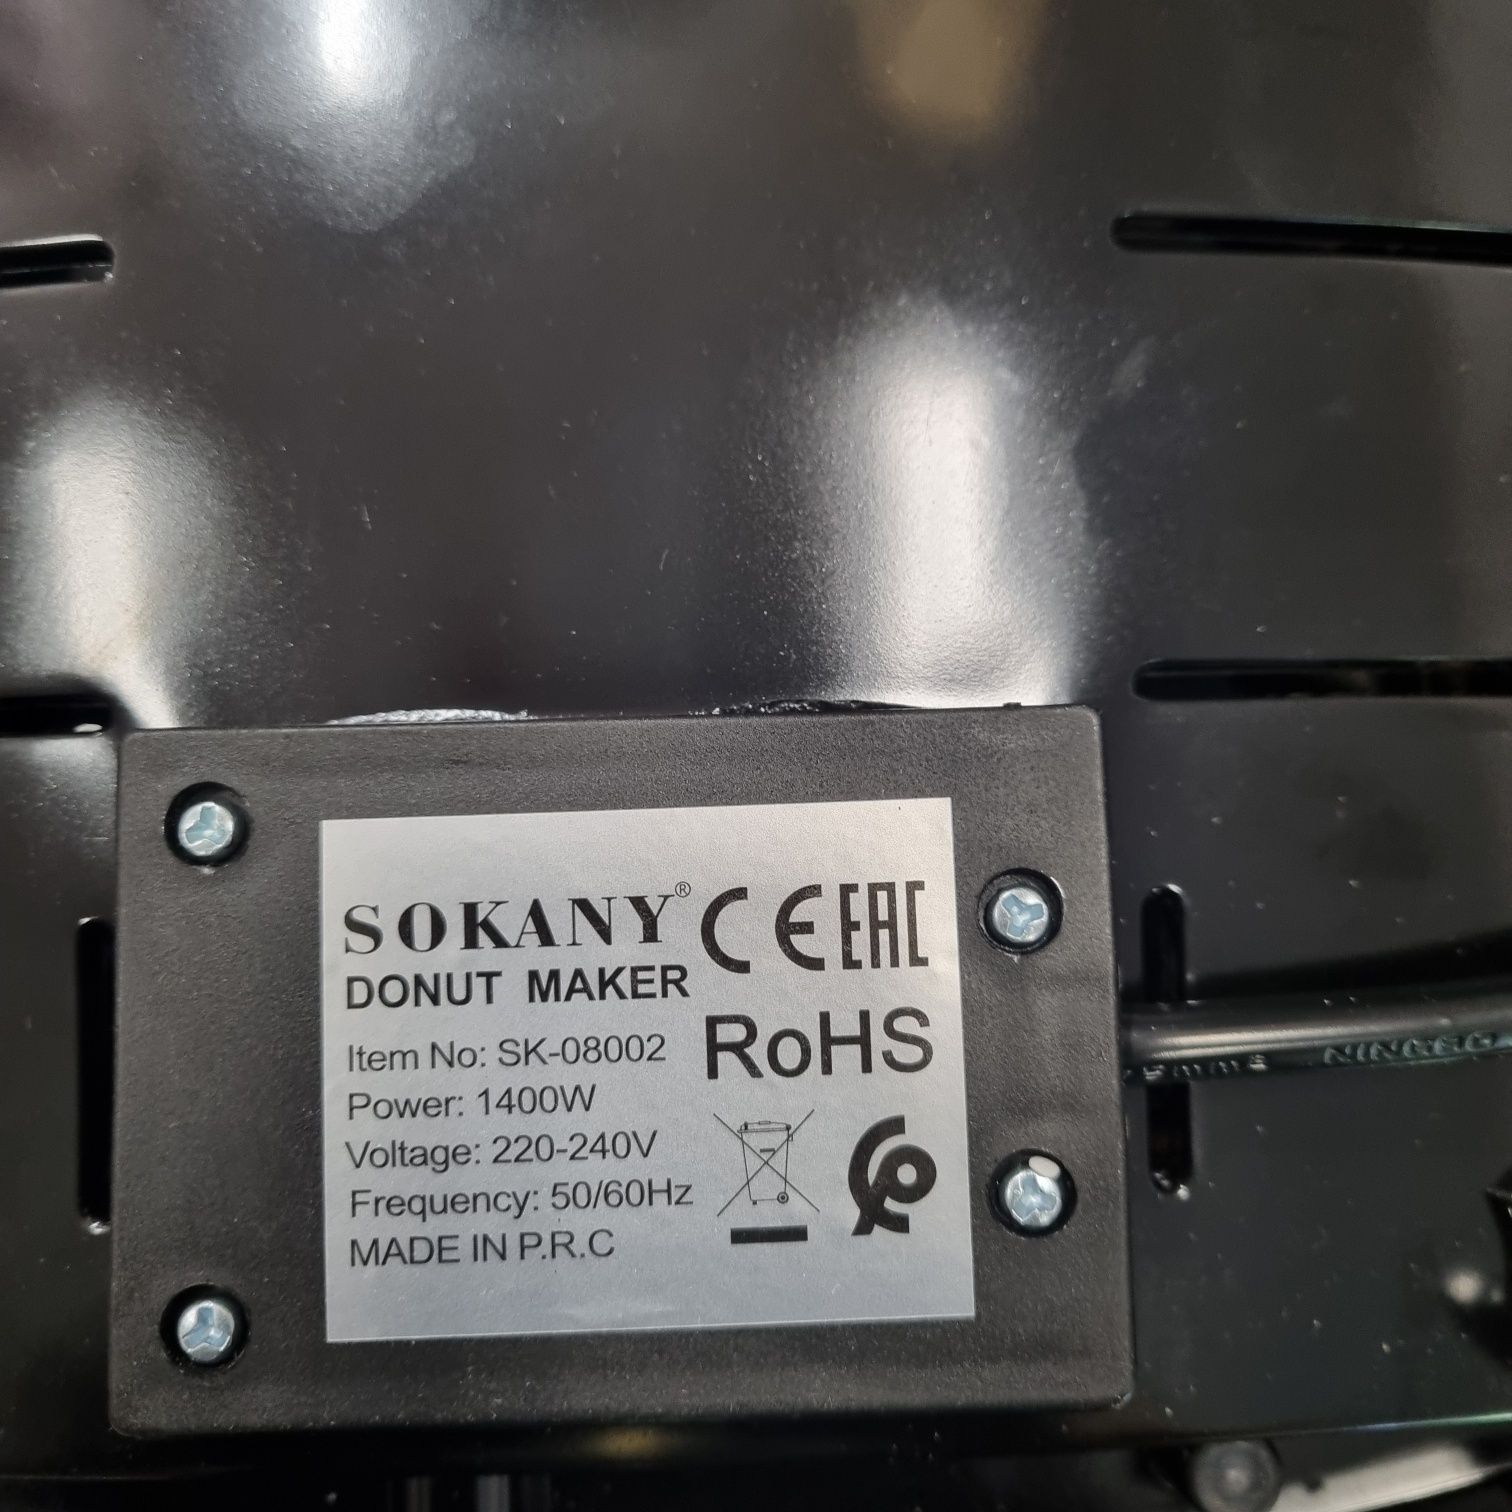 SOKANY®
DONUT MAKER
Item No: SK-08002
Power: 1400W
Voltage: 220-240V
Frequency: 50/60Hz
MADE IN P.R.C
CE EAC
RoHS